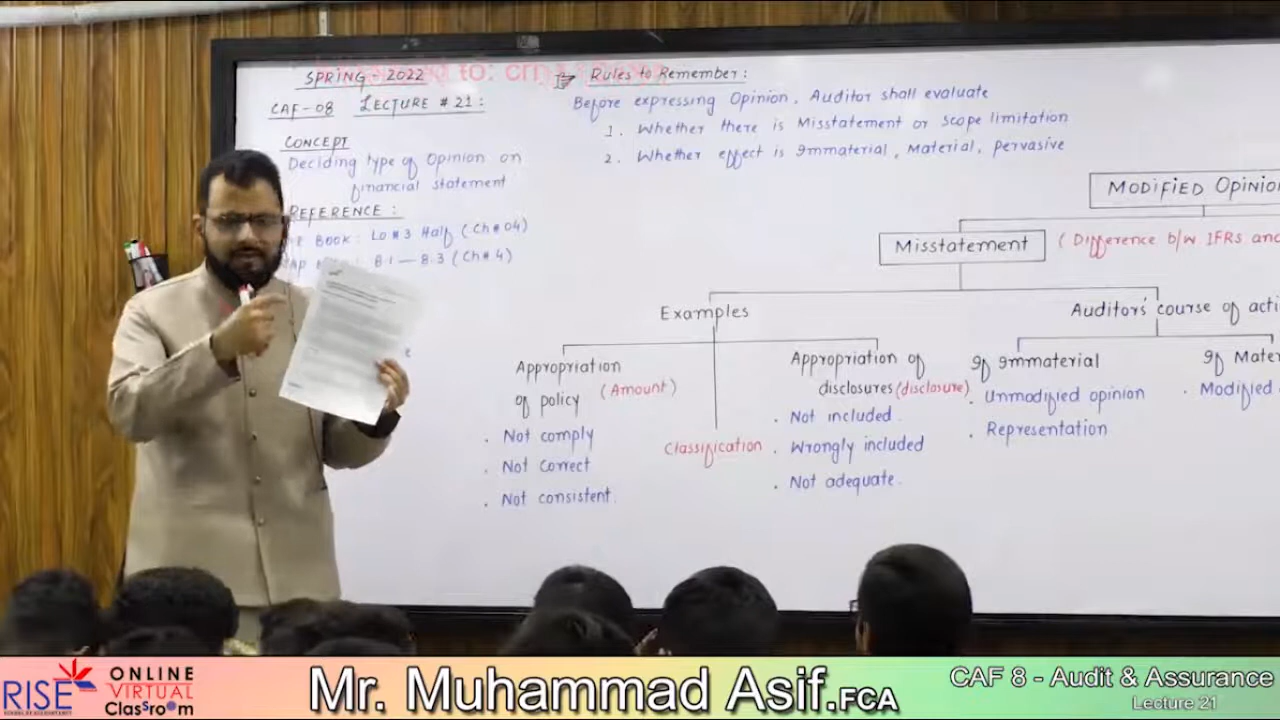 SPRING - 2022
CAF-08 LECTURE # 21 :
CONCEPT
Deciding type of Opinion on
financial statement
REFERENCE :
BOOK : LO # 3 Half (Ch # 04)
8.1 — 8.3 (Ch # 4)
to:
Rules to Remember :
Before expressing Opinion, Auditor shall evaluate
1. Whether there is Misstatement or scope limitation
2. Whether effect is Immaterial, Material, pervasive
MODIFIED OPINION
Misstatement (Difference b/w IFRs and
Examples
Auditor's course of acti
Appropriation of policy (Amount)
. Not comply
. Not correct
. Not consistent.
Classification
Appropriation of disclosures (disclosure)
. Not included.
. Wrongly included
. Not adequate.
If Immaterial
. Unmodified opinion
. Representation
If Mater
. Modified
RISE
ONLINE
VIRTUAL
ClasSroom
Mr. Muhammad Asif.FCA
CAF 8 - Audit & Assurance
Lecture 21